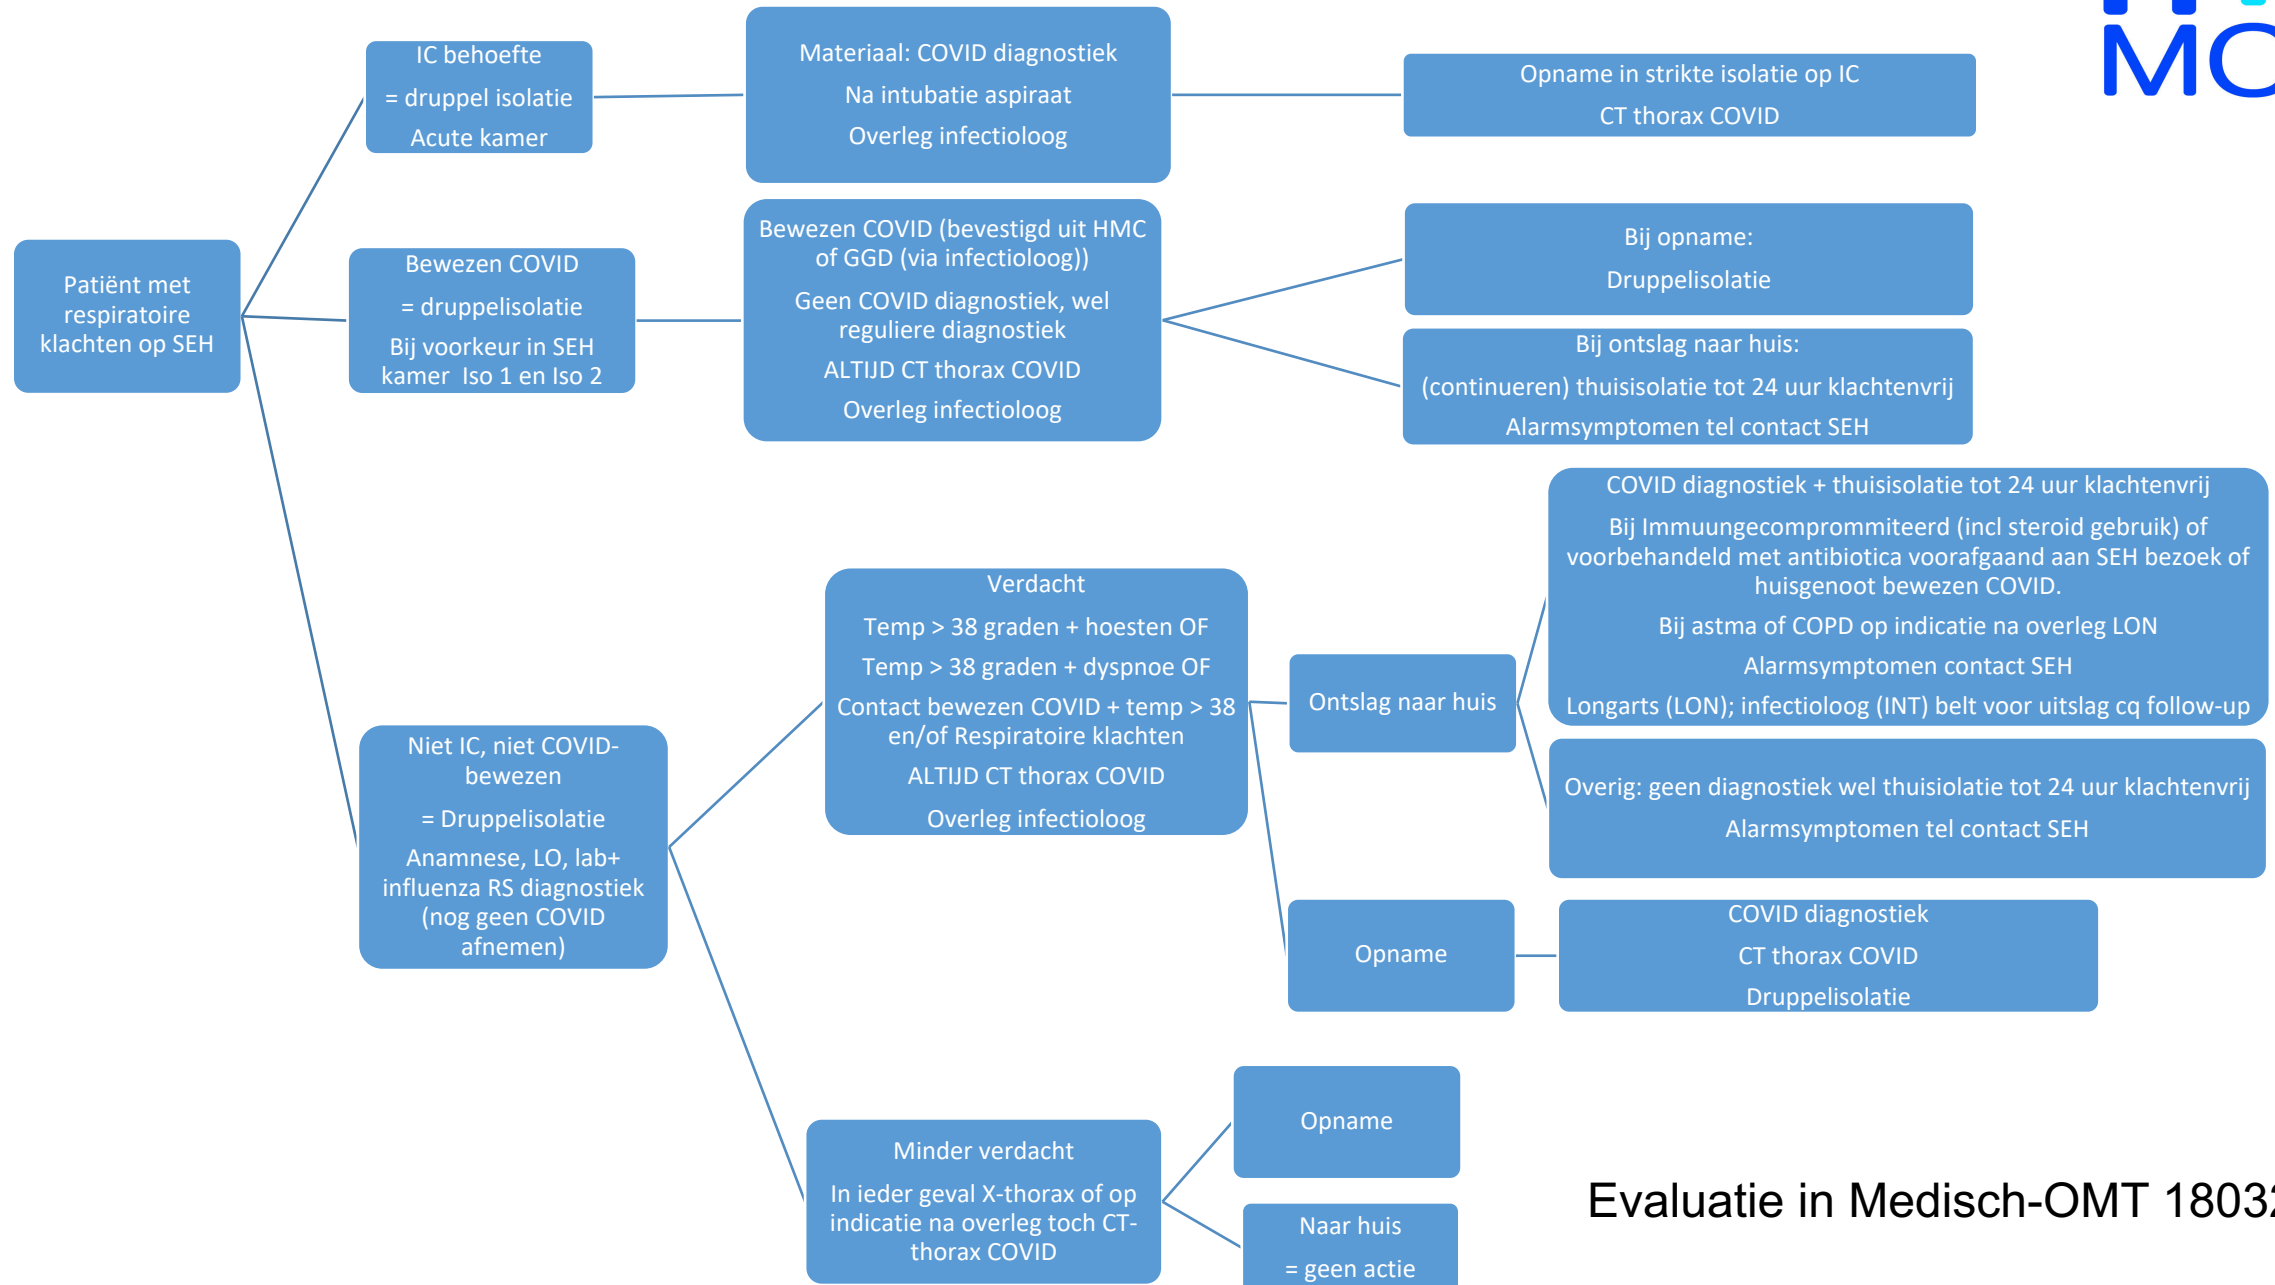 MC
Patiënt met
respiratoire
klachten op SEH
IC behoefte
= druppel isolatie
Acute kamer
Materiaal: COVID diagnostiek
Na intubatie aspiraat
Overleg infectioloog
Opname in strikte isolatie op IC
CT thorax COVID
Bewezen COVID
= druppelisolatie
Bij voorkeur in SEH
kamer Iso 1 en Iso 2
Bewezen COVID (bevestigd uit HMC
of GGD (via infectioloog))
Geen COVID diagnostiek, wel
reguliere diagnostiek
ALTIJD CT thorax COVID
Overleg infectioloog
Bij opname:
Druppelisolatie
Bij ontslag naar huis:
(continueren) thuisisolatie tot 24 uur klachtenvrij
Alarmsymptomen tel contact SEH
Niet IC, niet COVID-
bewezen
= Druppelisolatie
Anamnese, LO, lab+
influenza RS diagnostiek
(nog geen COVID
afnemen)
Verdacht
Temp > 38 graden + hoesten OF
Temp > 38 graden + dyspnoe OF
Contact bewezen COVID + temp > 38
en/of Respiratoire klachten
ALTIJD CT thorax COVID
Overleg infectioloog
Ontslag naar huis
COVID diagnostiek + thuisisolatie tot 24 uur klachtenvrij
Bij Immuungecomprommiteerd (incl steroid gebruik) of
voorbehandeld met antibiotica voorafgaand aan SEH bezoek of
huisgenoot bewezen COVID.
Bij astma of COPD op indicatie na overleg LON
Alarmsymptomen contact SEH
Longarts (LON); infectioloog (INT) belt voor uitslag cq follow-up
Overig: geen diagnostiek wel thuisiolatie tot 24 uur klachtenvrij
Alarmsymptomen tel contact SEH
Opname
COVID diagnostiek
CT thorax COVID
Druppelisolatie
Minder verdacht
In ieder geval X-thorax of op
indicatie na overleg toch CT-
thorax COVID
Opname
Naar huis
= geen actie
Evaluatie in Medisch-OMT 18032